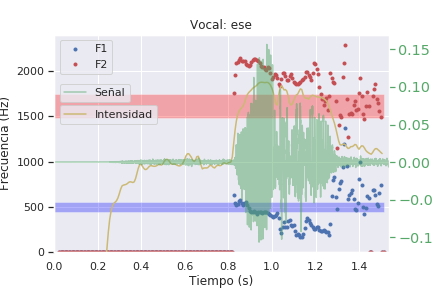 Vocal: ese
F1
F2
Señal
Intensidad
Frecuencia (Hz)
2000
1500
1000
500
0
0.15
0.10
0.05
0.00
-0.0
-0.1
0.0 0.2 0.4 0.6 0.8 1.0 1.2 1.4
Tiempo (s)